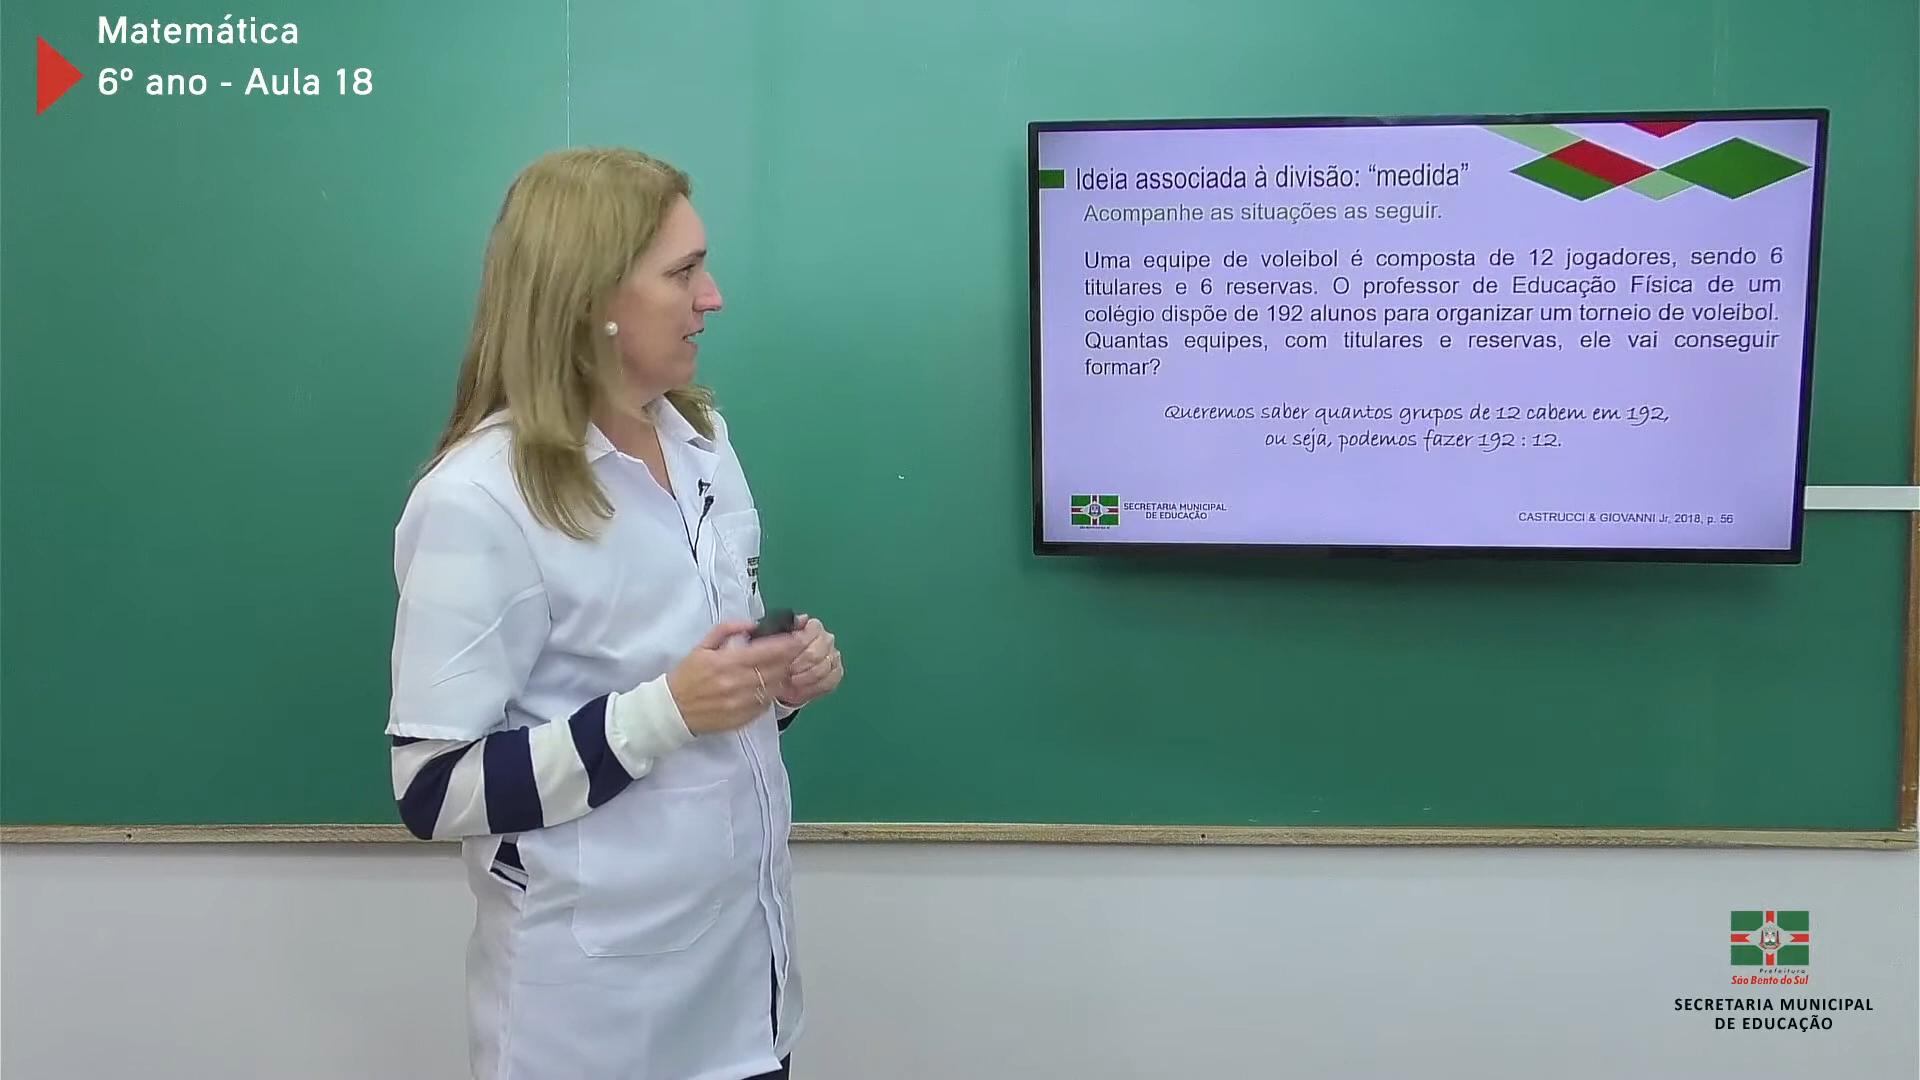 Matemática
6º ano - Aula 18
Ideia associada à divisão: “medida”
Acompanhe as situações as seguir.
Uma equipe de voleibol é composta de 12 jogadores, sendo 6
titulares e 6 reservas. O professor de Educação Física de um
colégio dispõe de 192 alunos para organizar um torneio de voleibol.
Quantas equipes, com titulares e reservas, ele vai conseguir
formar?
Queremos saber quantos grupos de 12 cabem em 192,
ou seja, podemos fazer 192 : 12.
SECRETARIA MUNICIPAL
DE EDUCAÇÃO
CASTRUCCI & GIOVANNI Jr, 2018, p. 56
Prefeitura
São Bento do Sul
SECRETARIA MUNICIPAL
DE EDUCAÇÃO